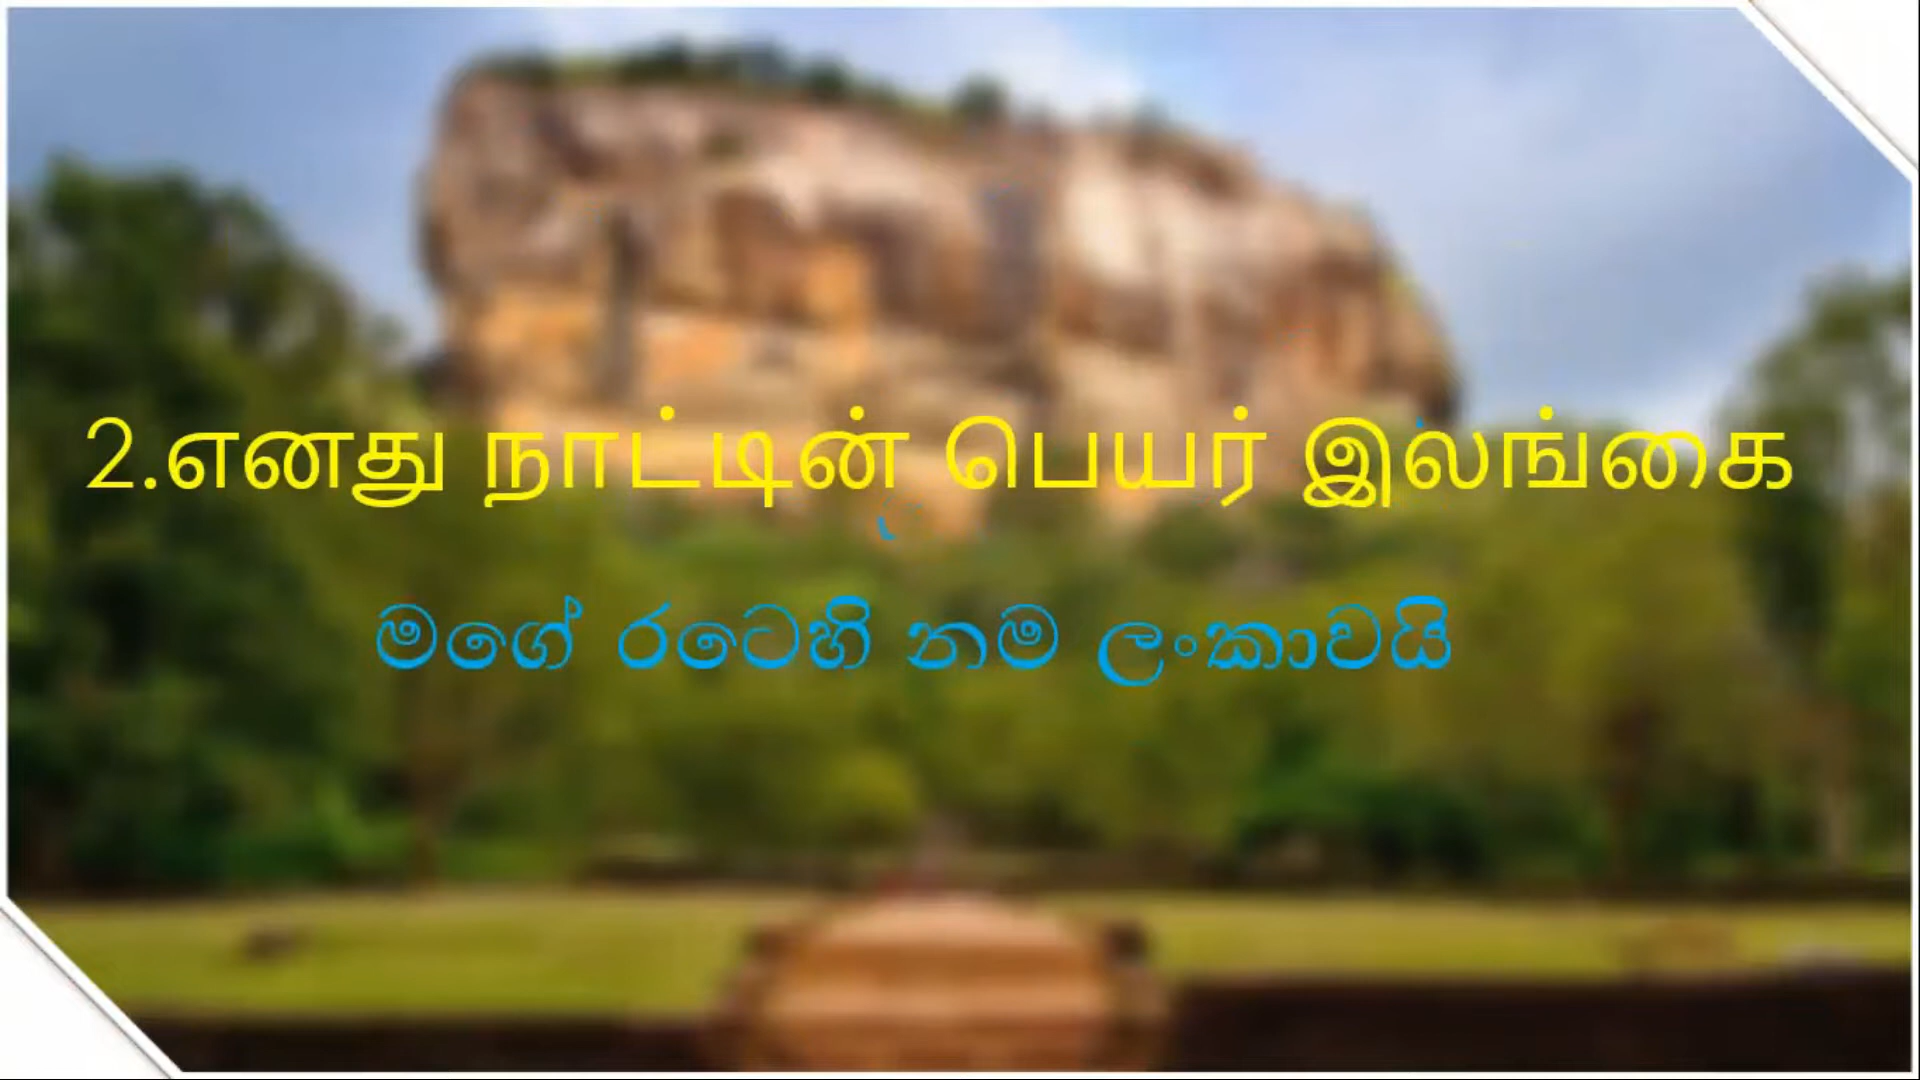 2.எனது நாட்டின் பெயர் இலங்கை
මගේ රටෙහි නම ලංකාවයි